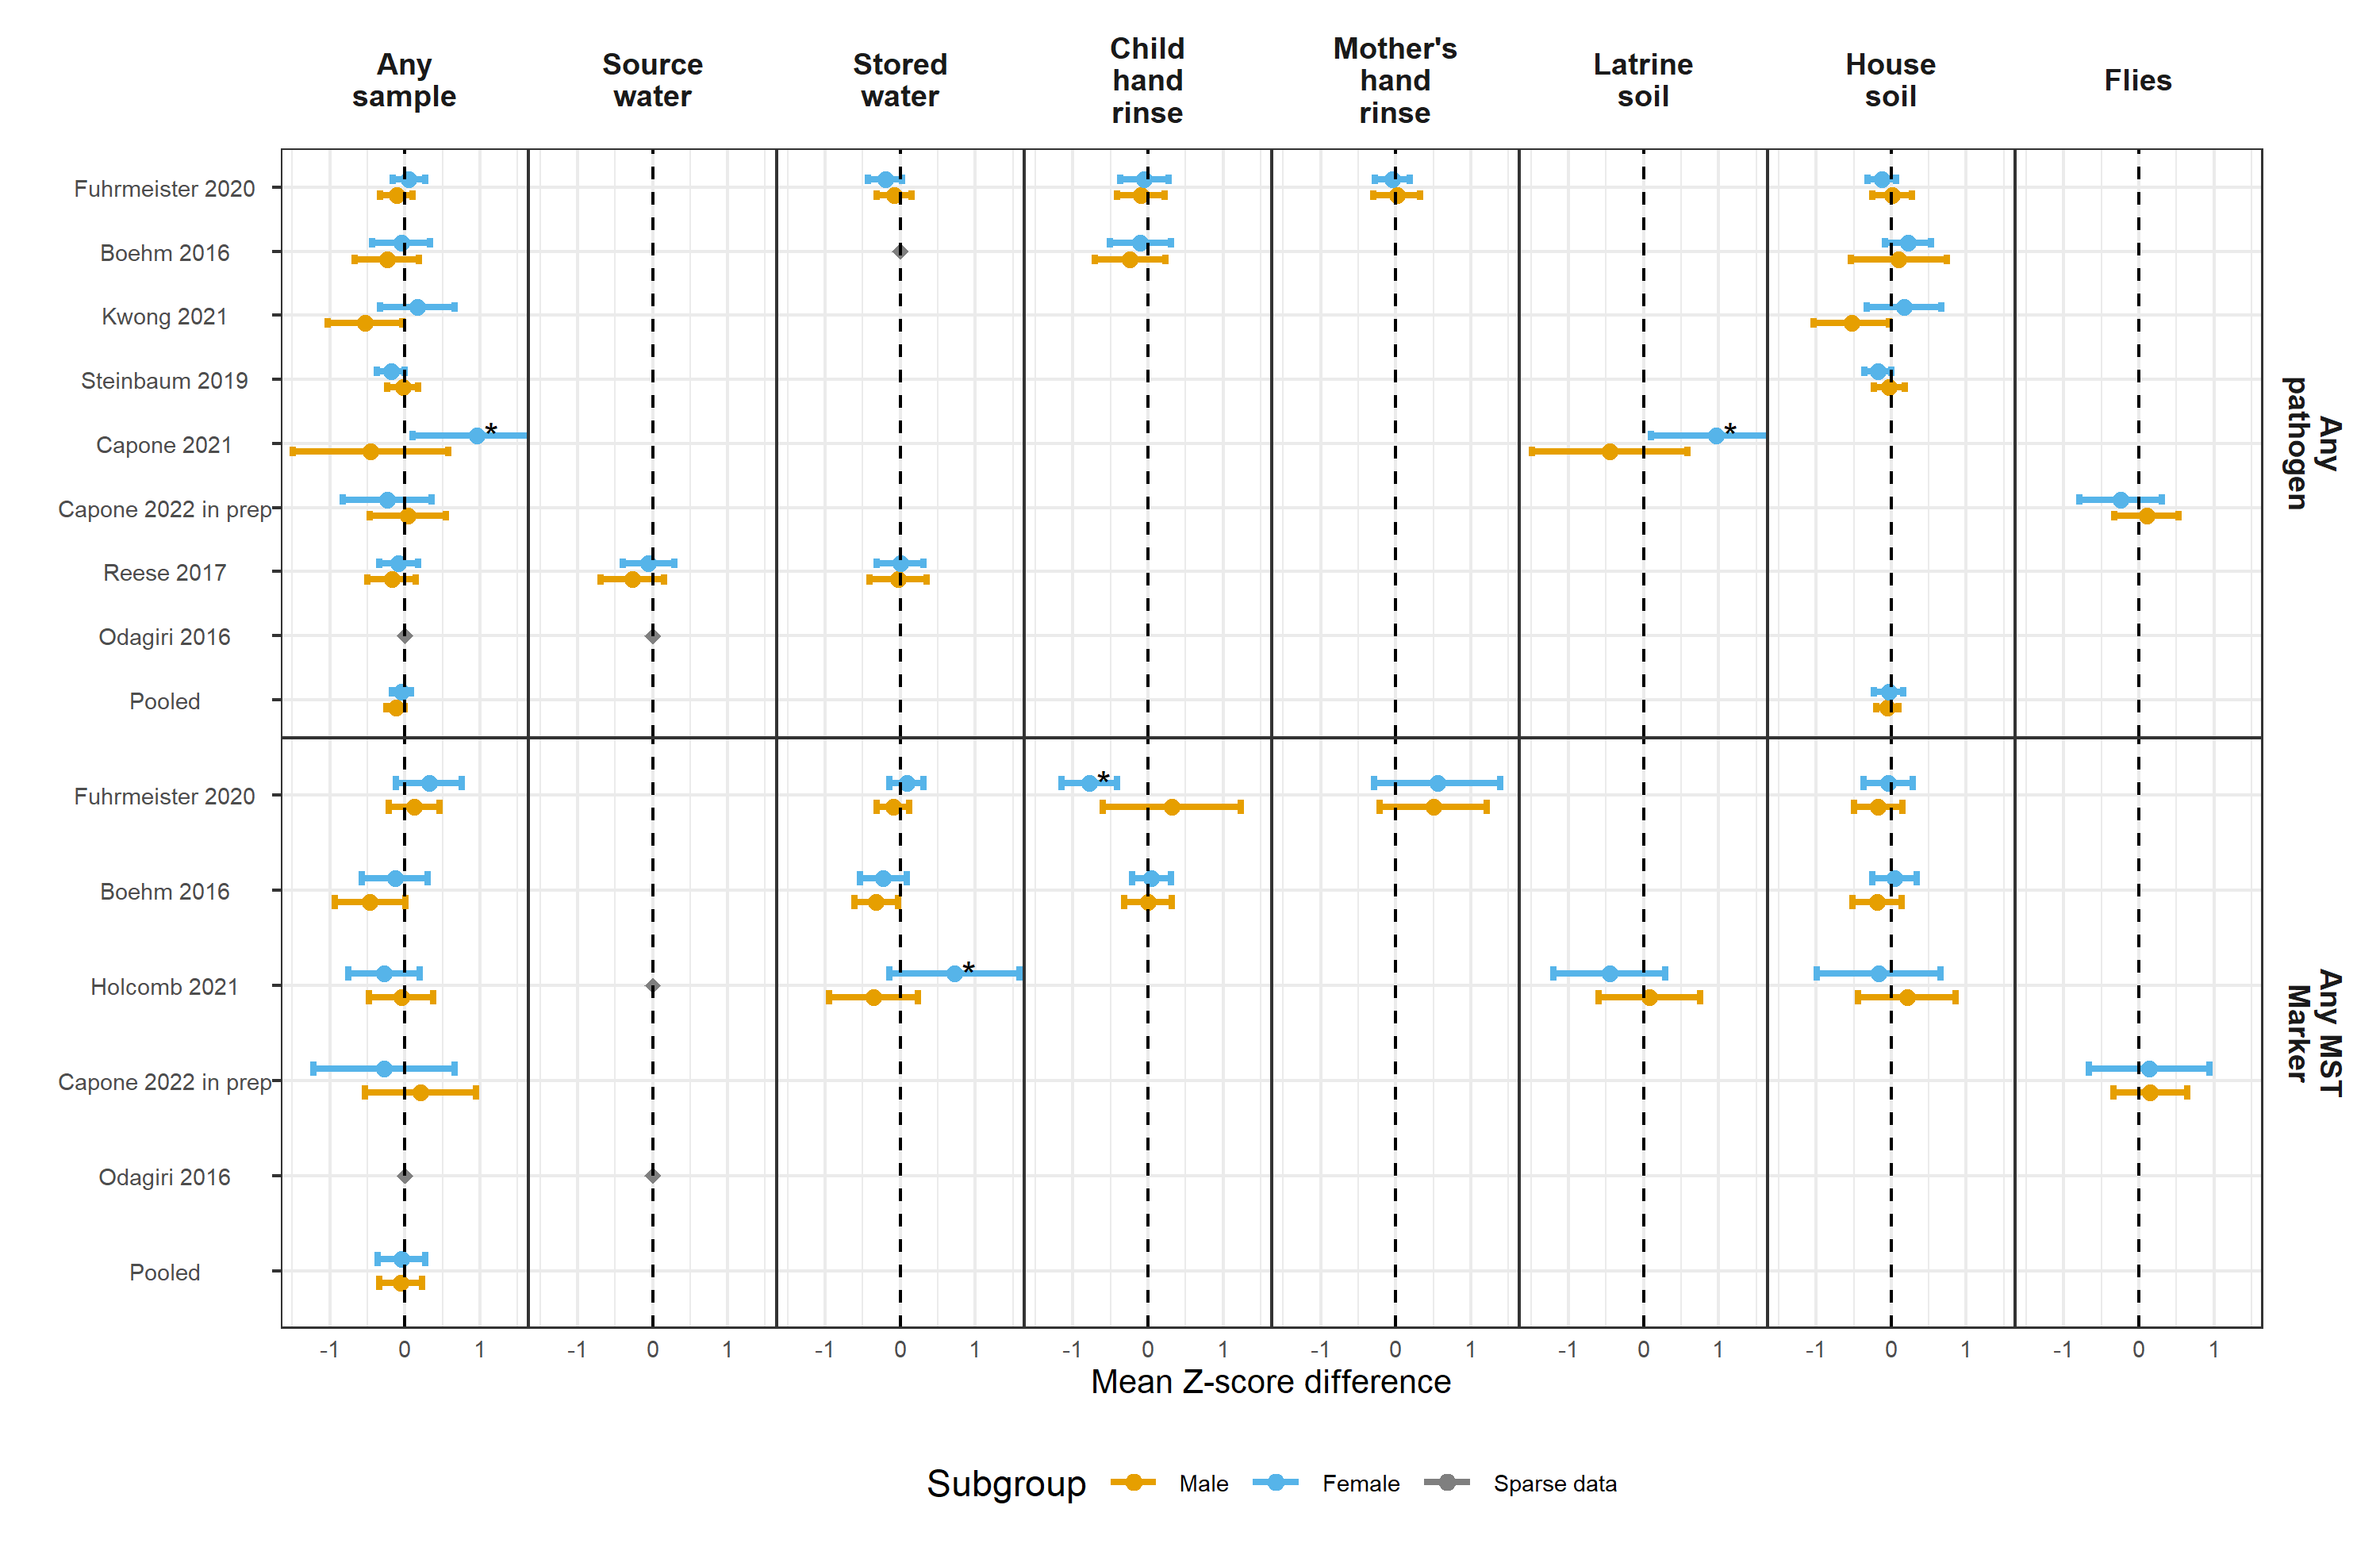 Any
sample
Source
water
Stored
water
Child
hand
rinse
Mother's
hand
rinse
Latrine
soil
House
soil
Flies
Fuhrmeister 2020
Boehm 2016
Kwong 2021
Steinbaum 2019
Capone 2021
*
*
Capone 2022 in prep
Reese 2017
Odagiri 2016
Pooled
Any
pathogen
Fuhrmeister 2020
*
Boehm 2016
Holcomb 2021
*
Capone 2022 in prep
Odagiri 2016
Pooled
Any MST
Marker
-1 0 1 -1 0 1 -1 0 1 -1 0 1 -1 0 1 -1 0 1 -1 0 1 -1 0 1
Mean Z-score difference
Subgroup Male Female Sparse data